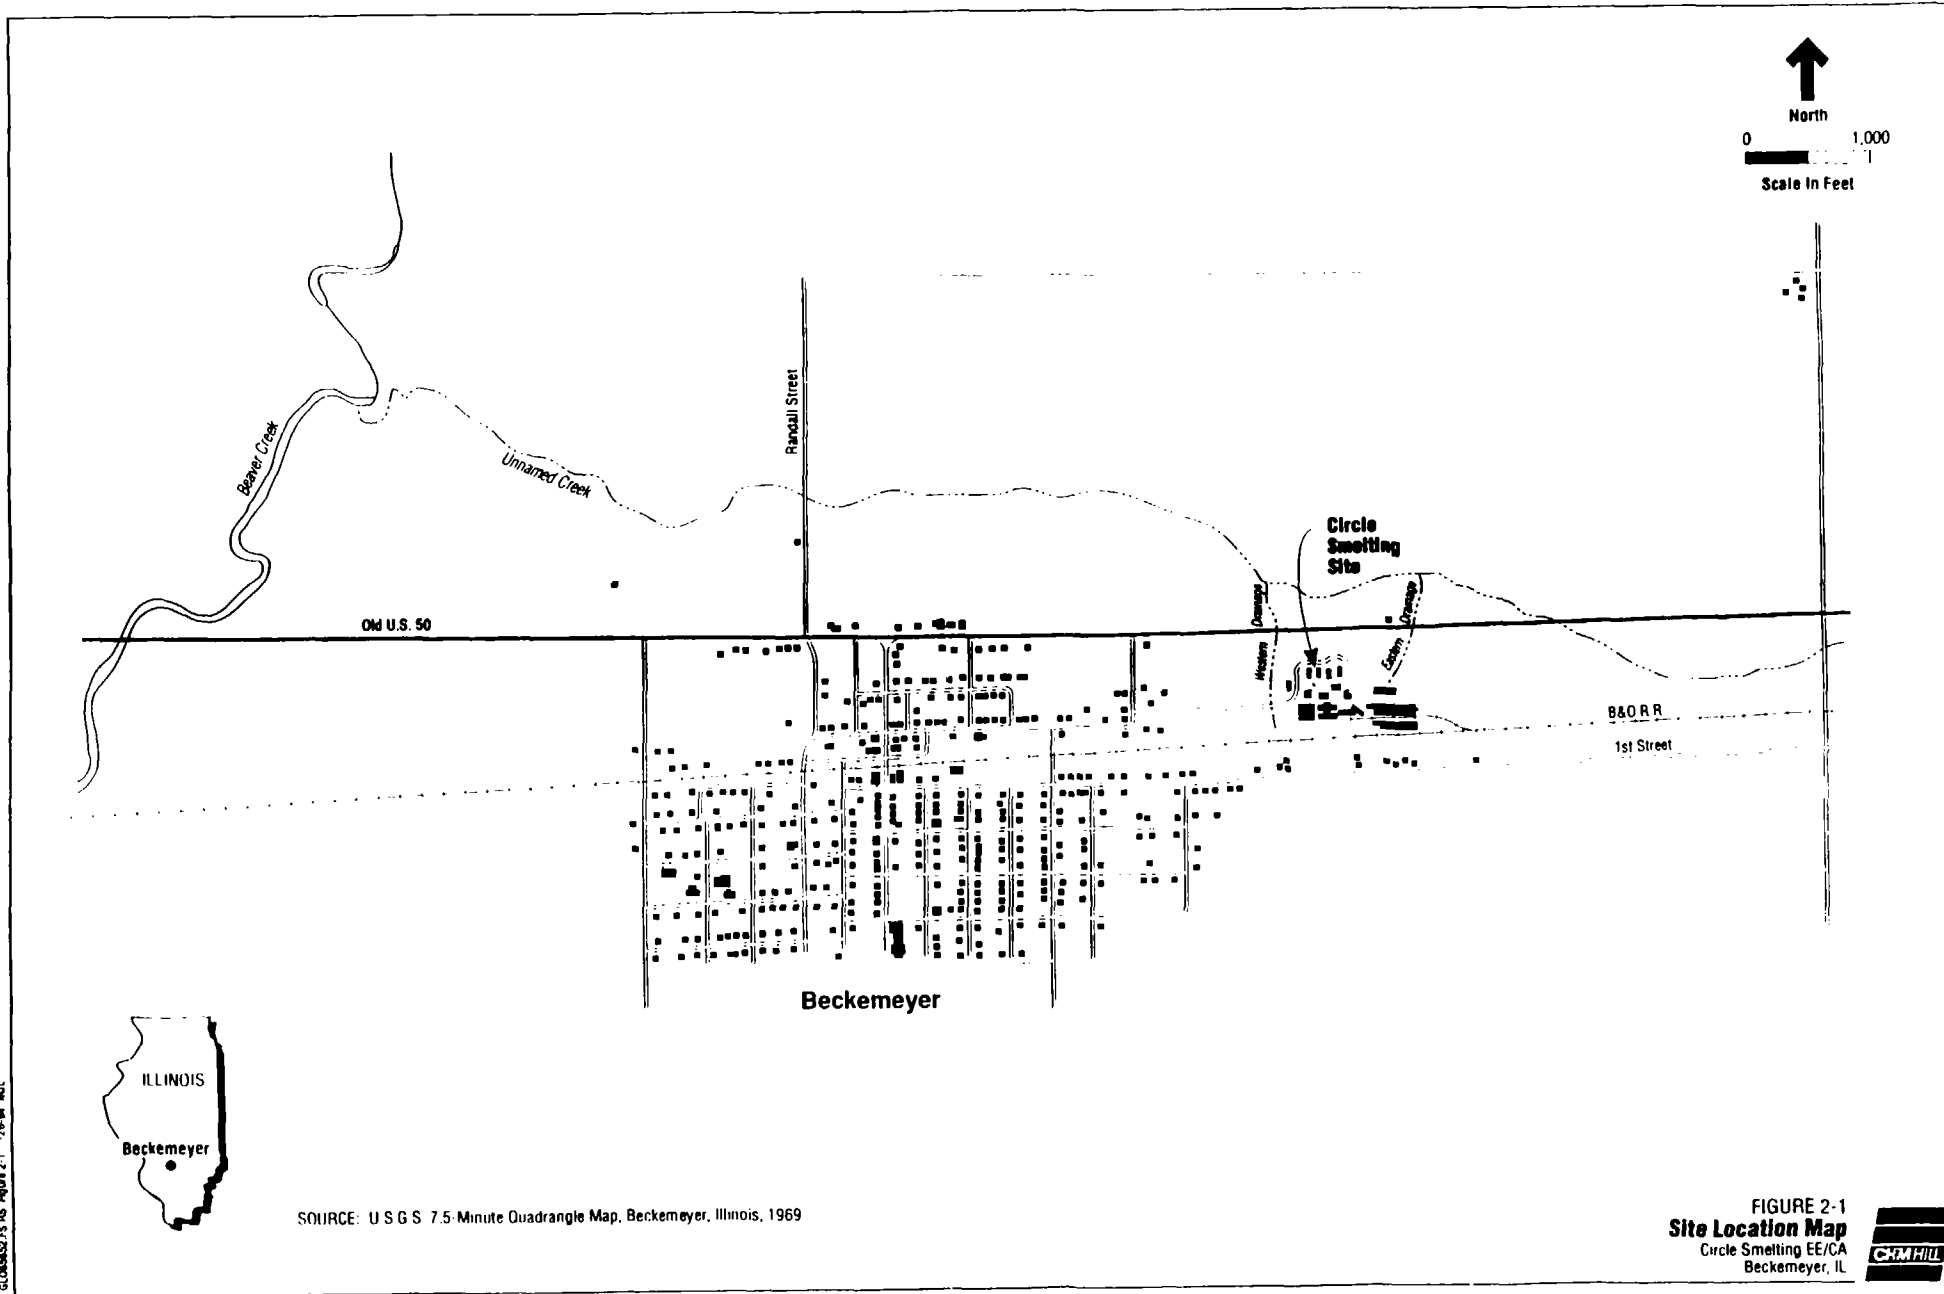 North
0 1,000
Scale In Feet
Randall Street
Beaver Creek
Unnamed Creek
Circle
Smelting
Site
Western Drainage
Eastern Drainage
Old U.S. 50
B&O R R
1st Street
Beckemeyer
ILLINOIS
Beckemeyer
SOURCE: U S G S 7.5-Minute Quadrangle Map, Beckemeyer, Illinois, 1969
FIGURE 2-1
Site Location Map
Circle Smelting EE/CA
Beckemeyer, IL
CH2M HILL